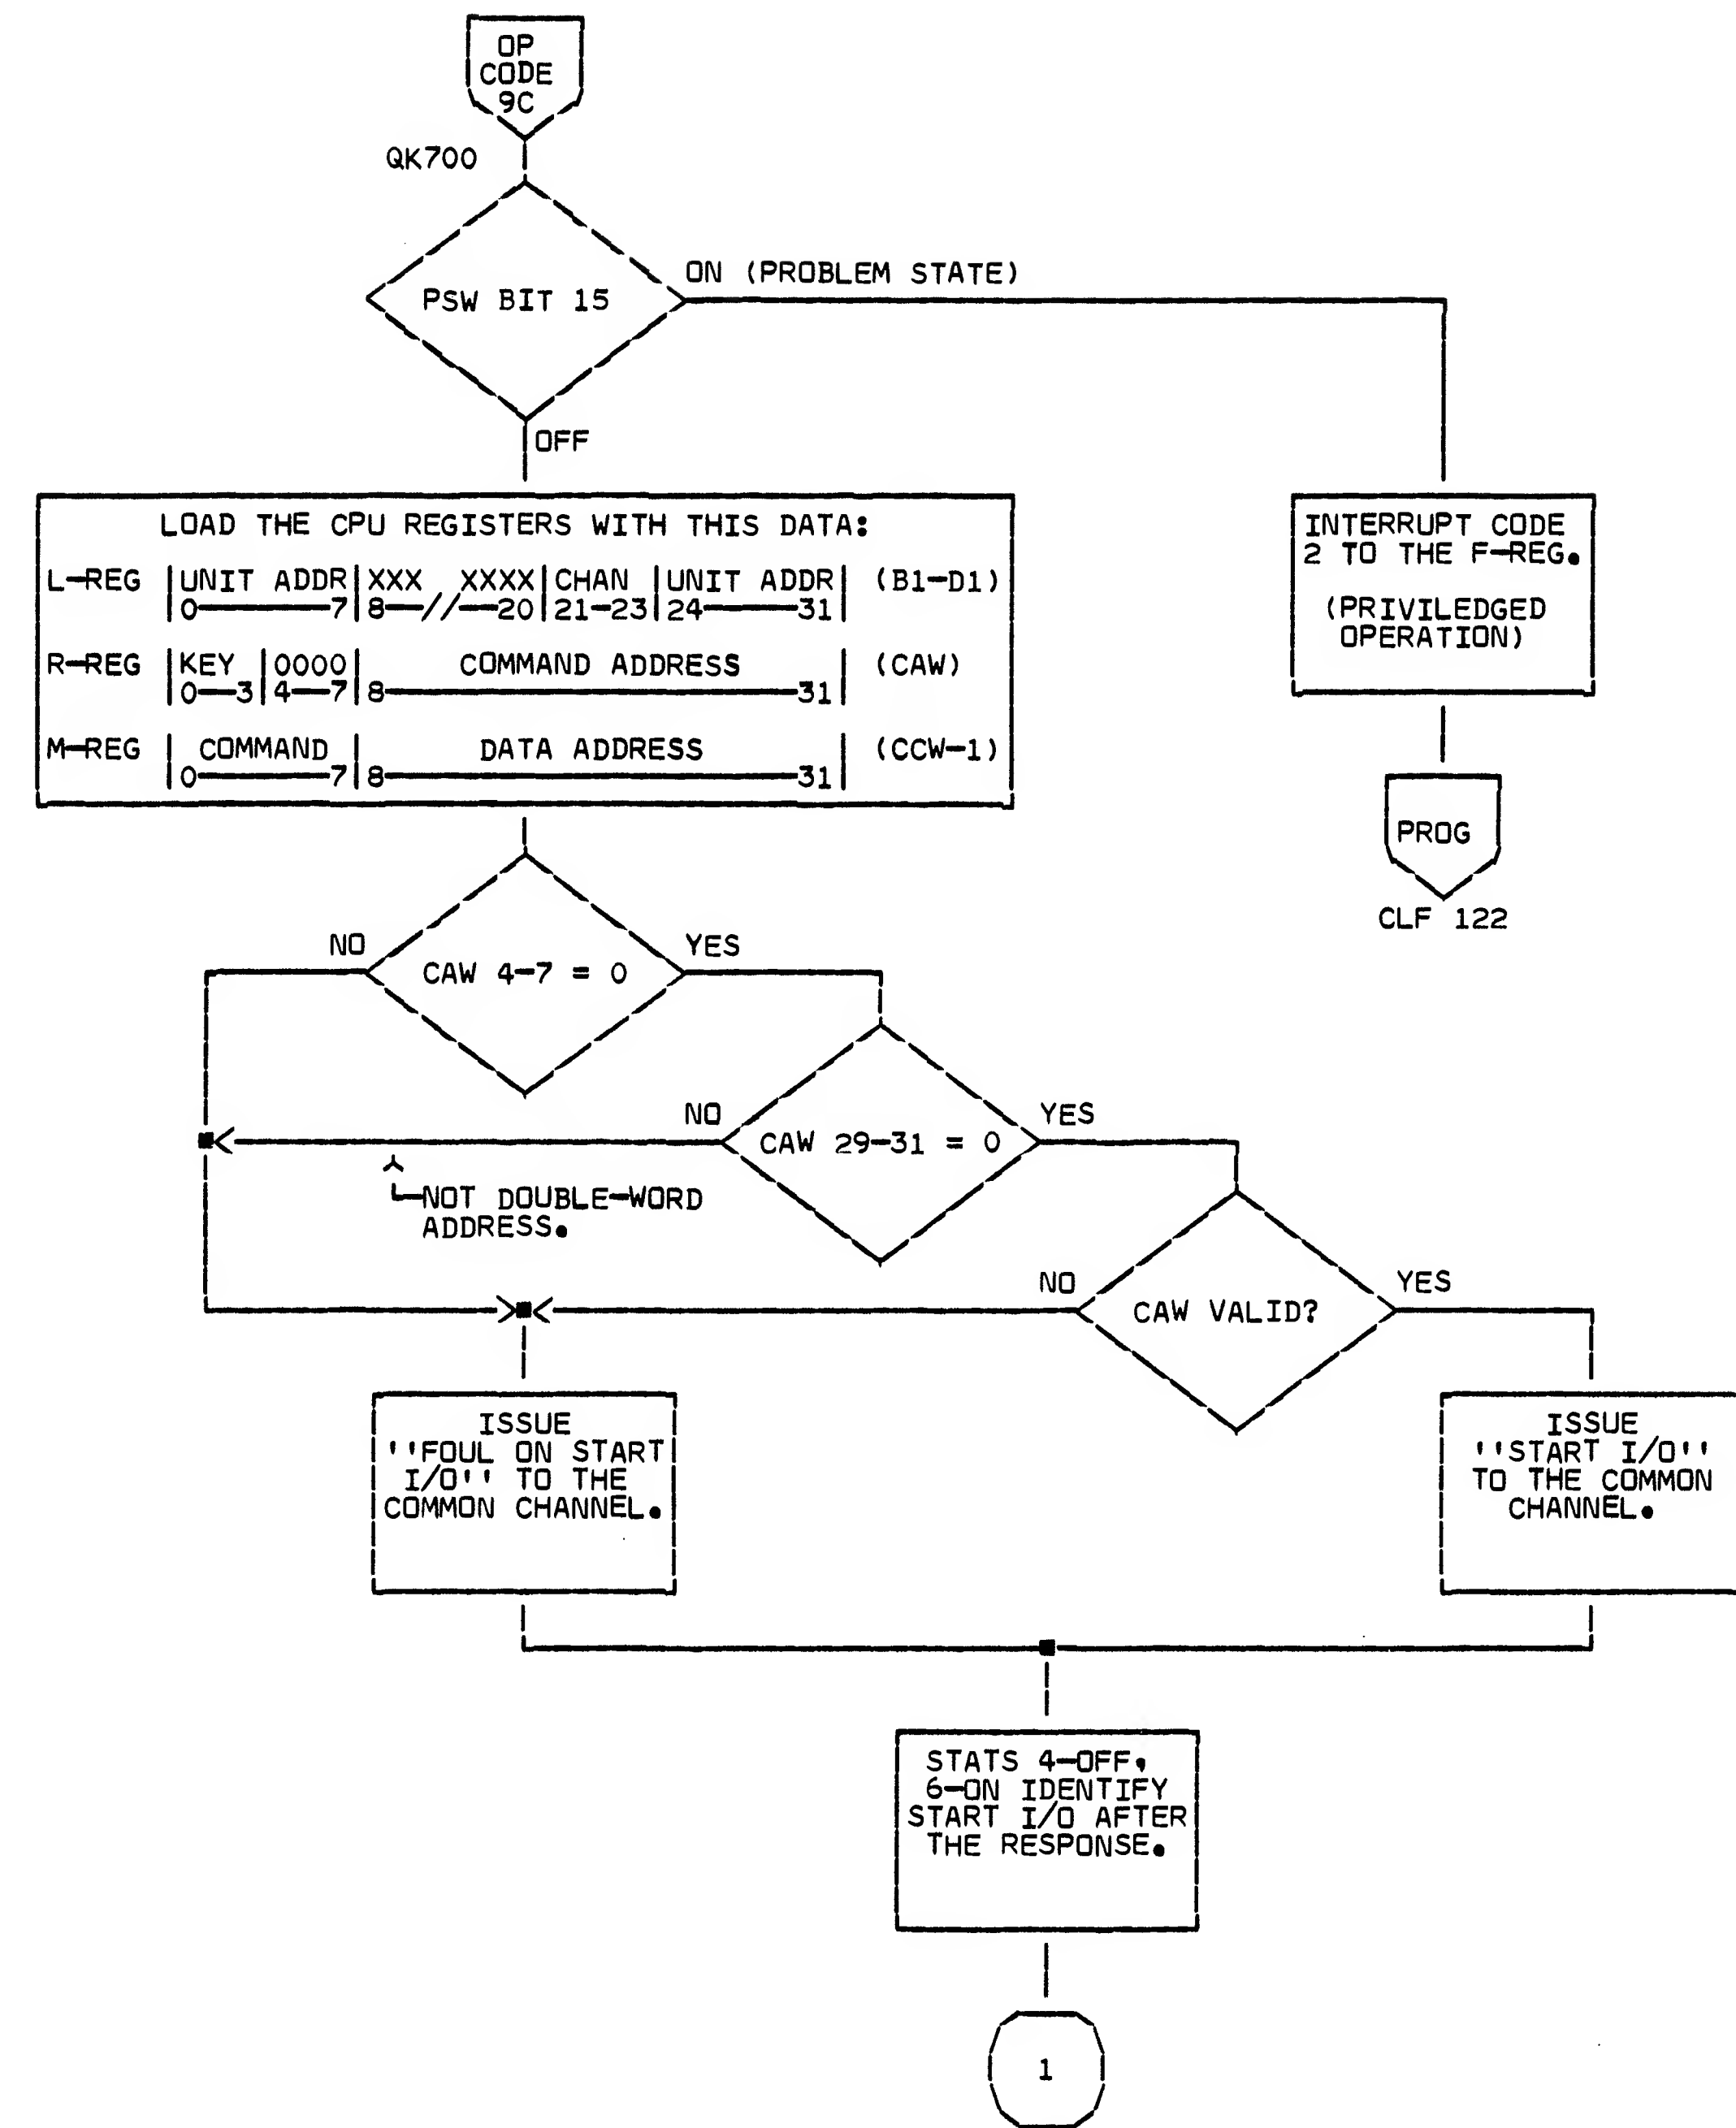 OP
CODE
9C
QK700
ON (PROBLEM STATE)
PSW BIT 15
OFF
LOAD THE CPU REGISTERS WITH THIS DATA:
L-REG |UNIT ADDR|XXX XXXX|CHAN |UNIT ADDR| (B1-D1)
|0——7|8—//—20|21-23|24——31|
R-REG |KEY |0000| COMMAND ADDRESS | (CAW)
|0—3|4—7|8——31|
M-REG | COMMAND | DATA ADDRESS | (CCW-1)
|0——7|8——31|
INTERRUPT CODE
2 TO THE F-REG.
(PRIVILEDGED
OPERATION)
PROG
CLF 122
NO
YES
CAW 4-7 = 0
NO
YES
CAW 29-31 = 0
NOT DOUBLE-WORD
ADDRESS.
NO
YES
CAW VALID?
ISSUE
''FOUL ON START
I/O'' TO THE
COMMON CHANNEL.
ISSUE
''START I/O''
TO THE COMMON
CHANNEL.
STATS 4-OFF,
6-ON IDENTIFY
START I/O AFTER
THE RESPONSE.
1